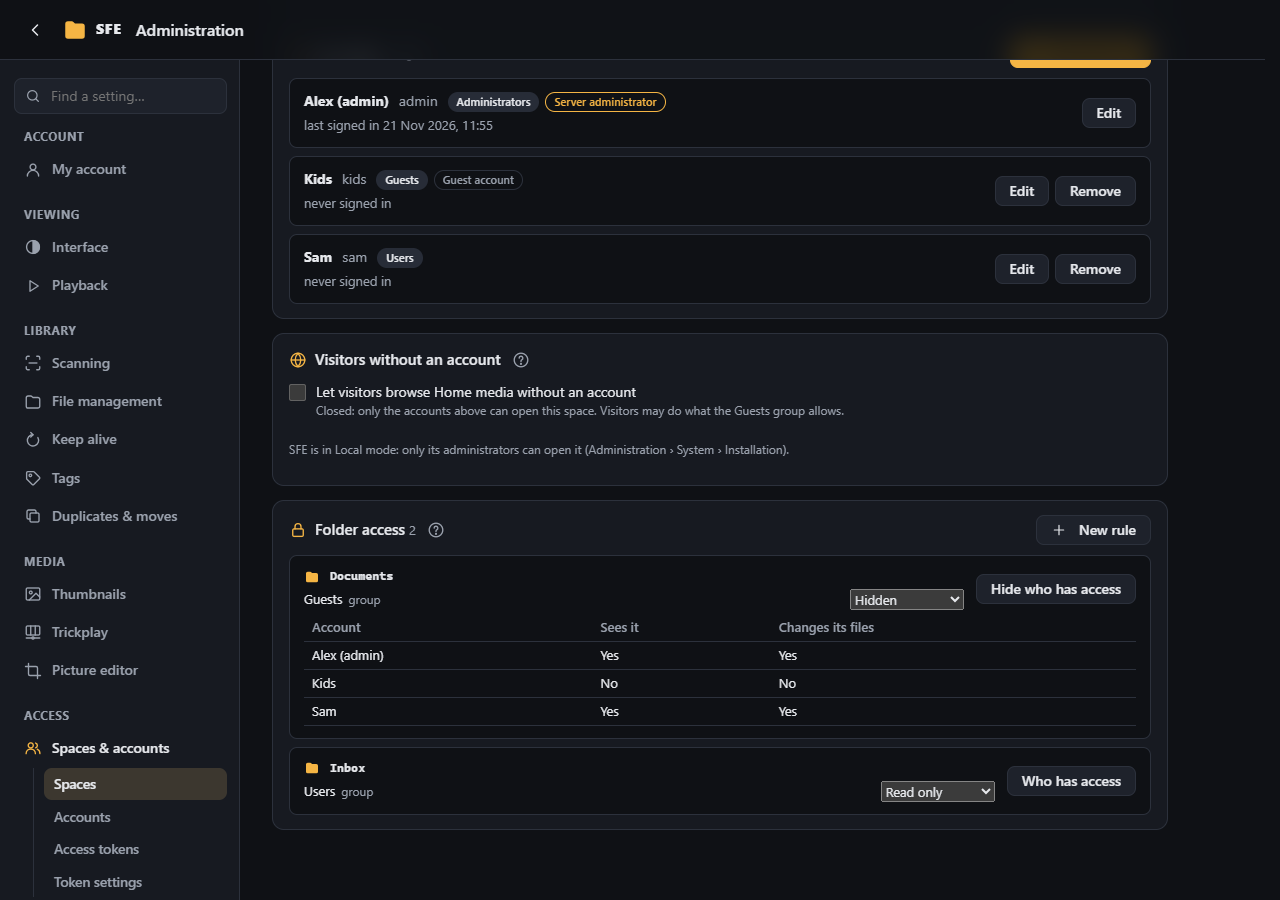 SFE Administration
Find a setting...
ACCOUNT
My account
VIEWING
Interface
Playback
LIBRARY
Scanning
File management
Keep alive
Tags
Duplicates & moves
MEDIA
Thumbnails
Trickplay
Picture editor
ACCESS
Spaces & accounts
Spaces
Accounts
Access tokens
Token settings
Alex (admin) admin Administrators Server administrator
last signed in 21 Nov 2026, 11:55
Edit
Kids kids Guests Guest account
never signed in
Edit Remove
Sam sam Users
never signed in
Edit Remove
Visitors without an account ?
Let visitors browse Home media without an account
Closed: only the accounts above can open this space. Visitors may do what the Guests group allows.
SFE is in Local mode: only its administrators can open it (Administration › System › Installation).
Folder access 2 ?
+ New rule
Documents
Guests group
Hidden
Hide who has access
Account Sees it Changes its files
Alex (admin) Yes Yes
Kids No No
Sam Yes Yes
Inbox
Users group
Read only
Who has access